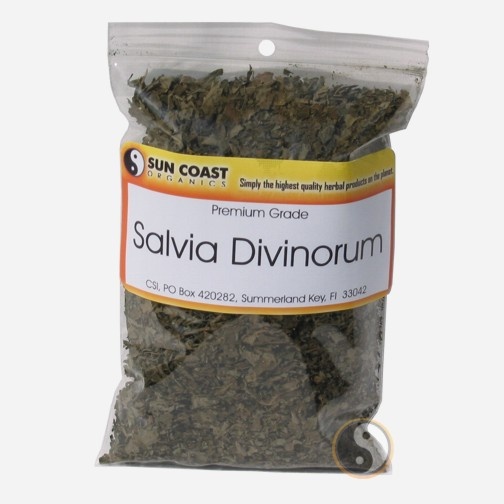 SUN COAST
ORGANICS
Simply the highest quality herbal products on the planet...
Premium Grade
Salvia Divinorum
CSI, PO Box 420282, Summerland Key, Fl 33042